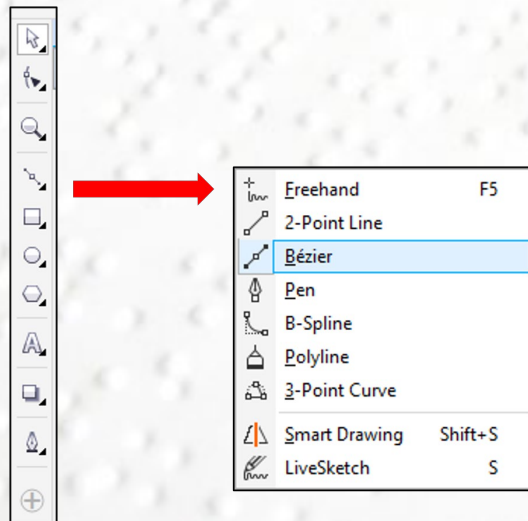 Freehand F5
2-Point Line
Bézier
Pen
B-Spline
Polyline
3-Point Curve
Smart Drawing Shift+S
LiveSketch S